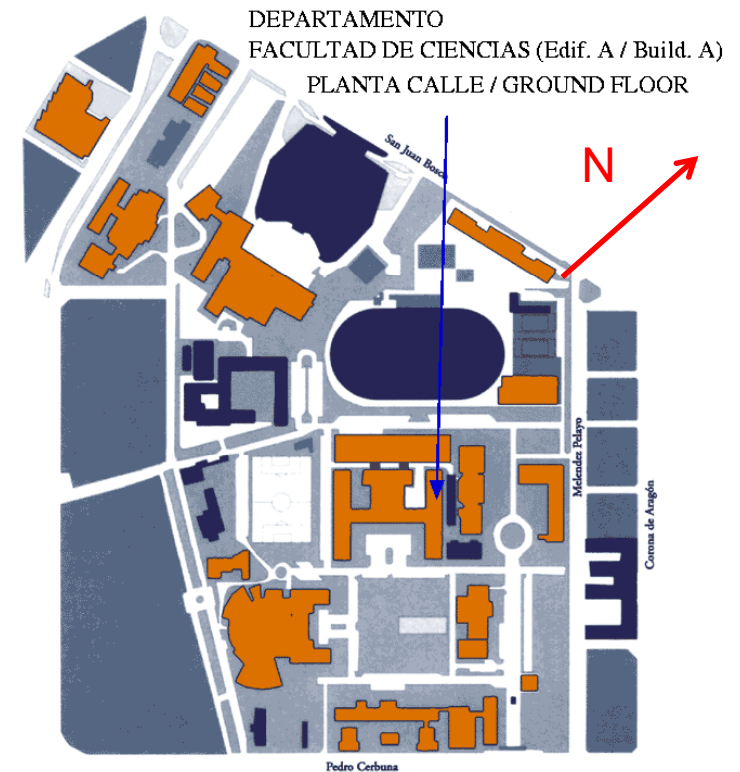 DEPARTAMENTO
FACULTAD DE CIENCIAS (Edif. A / Build. A)
PLANTA CALLE / GROUND FLOOR
San Juan Bosco
N
Melendez Pelayo
Corona de Aragón
Pedro Cerbuna